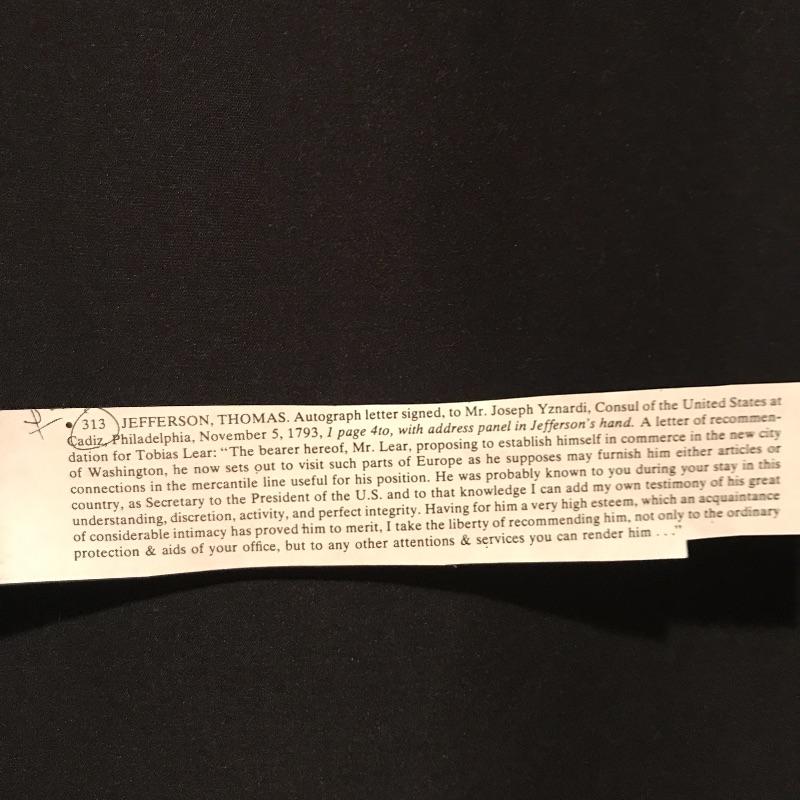 • 313 JEFFERSON, THOMAS. Autograph letter signed, to Mr. Joseph Yznardi, Consul of the United States at
Cadiz, Philadelphia, November 5, 1793, 1 page 4to, with address panel in Jefferson's hand. A letter of recommen-
dation for Tobias Lear: "The bearer hereof, Mr. Lear, proposing to establish himself in commerce in the new city
of Washington, he now sets out to visit such parts of Europe as he supposes may furnish him either articles or
connections in the mercantile line useful for his position. He was probably known to you during your stay in this
country, as Secretary to the President of the U.S. and to that knowledge I can add my own testimony of his great
understanding, discretion, activity, and perfect integrity. Having for him a very high esteem, which an acquaintance
of considerable intimacy has proved him to merit, I take the liberty of recommending him, not only to the ordinary
protection & aids of your office, but to any other attentions & services you can render him . . ."